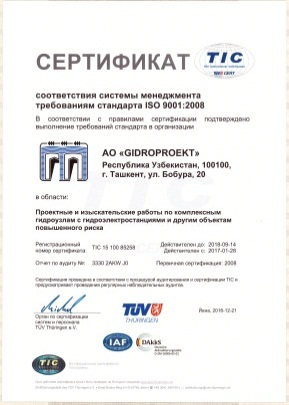 СЕРТИФИКАТ
TIC
TÜV CERT
соответствия системы менеджмента
требованиям стандарта ISO 9001:2008
В соответствии с правилами сертификации подтверждено
выполнение требований стандарта в организации
АО «GIDROPROEKT»
Республика Узбекистан, 100100,
г. Ташкент, ул. Бобура, 20
в области:
Проектные и изыскательские работы по комплексным
гидроузлам с гидроэлектростанциями и другим объектам
повышенного риска
Регистрационный номер сертификата: TIC 15 100 85258 Действителен до: 2018-09-14
Действителен с: 2017-01-26
Отчет по аудиту №: 3330 2AKW J0 Первичная сертификация: 2008
Сертификация проведена в соответствии с процедурой аудитирования и сертификации TIC и
предусматривает проведение регулярных наблюдательных аудитов.
TÜV
THÜRINGEN
Йена, 2016-12-21
Орган по сертификации
систем и персонала
TÜV Thüringen e.V.
IAF
DAkkS
TIC